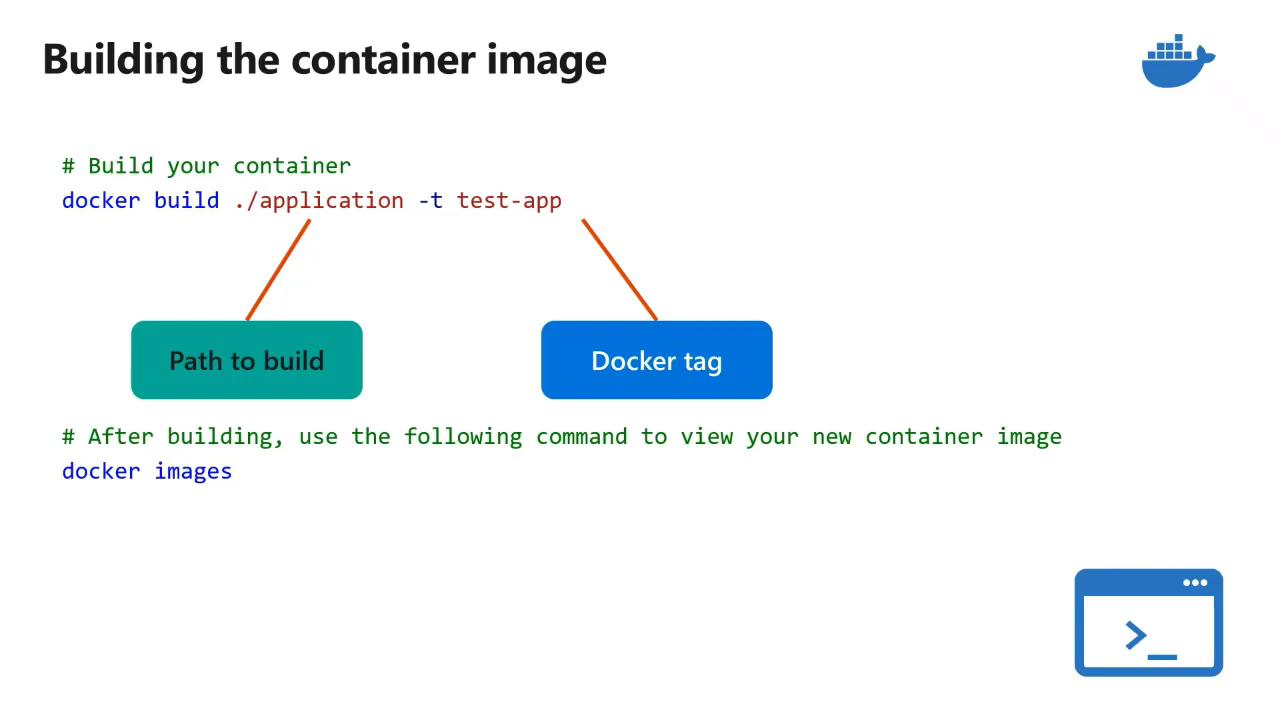 Building the container image
# Build your container
docker build ./application -t test-app
Path to build
Docker tag
# After building, use the following command to view your new container image
docker images
>_